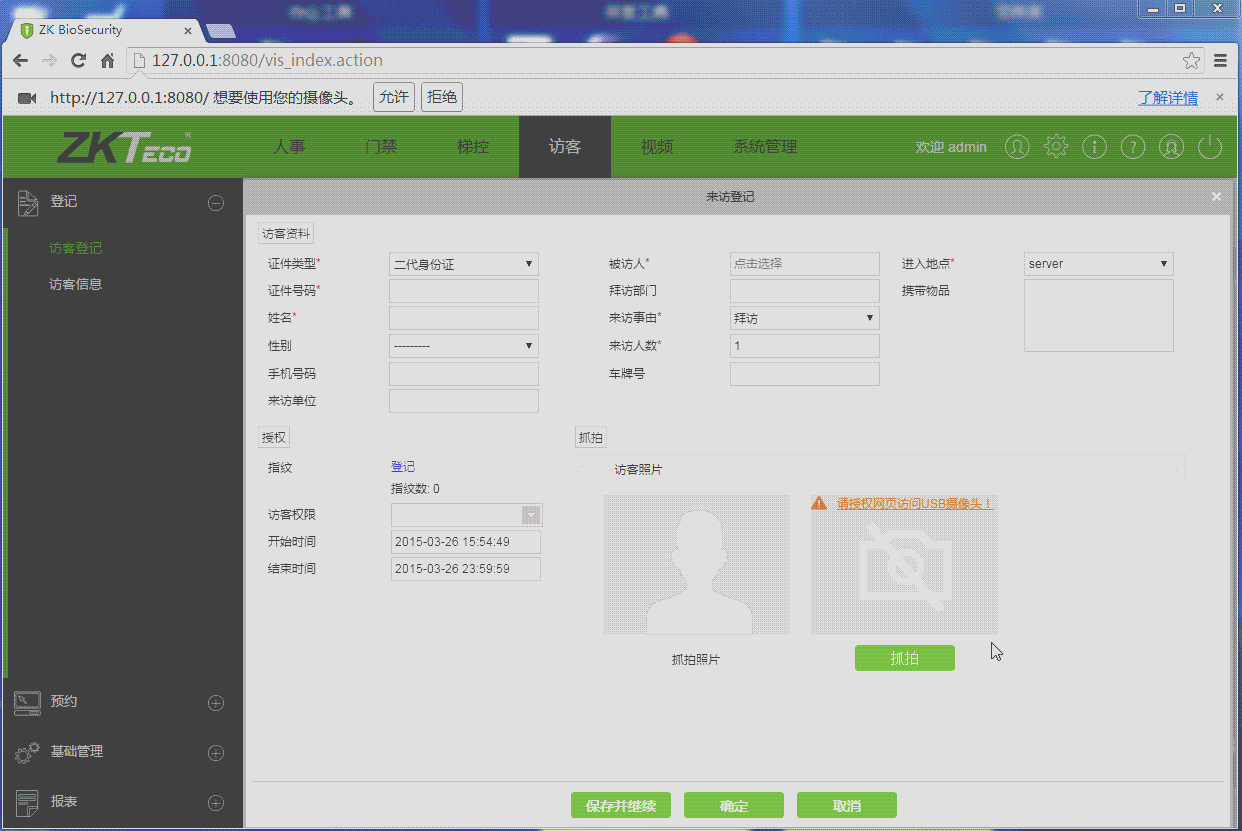 ZK BioSecurity
127.0.0.1:8080/vis_index.action
http://127.0.0.1:8080/ 想要使用您的摄像头。 允许 拒绝 了解详情
ZKTECO 人事 门禁 梯控 访客 视频 系统管理 欢迎 admin
登记
访客登记
访客信息
预约
基础管理
报表
来访登记
访客资料
证件类型* 二代身份证 被访人* 点击选择 进入地点* server
证件号码* 拜访部门 携带物品
姓名* 来访事由* 拜访
性别 --------- 来访人数* 1
手机号码 车牌号
来访单位
授权 抓拍
指纹 登记 访客照片
指纹数: 0
请授权网页访问USB摄像头！
访客权限
开始时间 2015-03-26 15:54:49
结束时间 2015-03-26 23:59:59
抓拍照片 抓拍
保存并继续 确定 取消